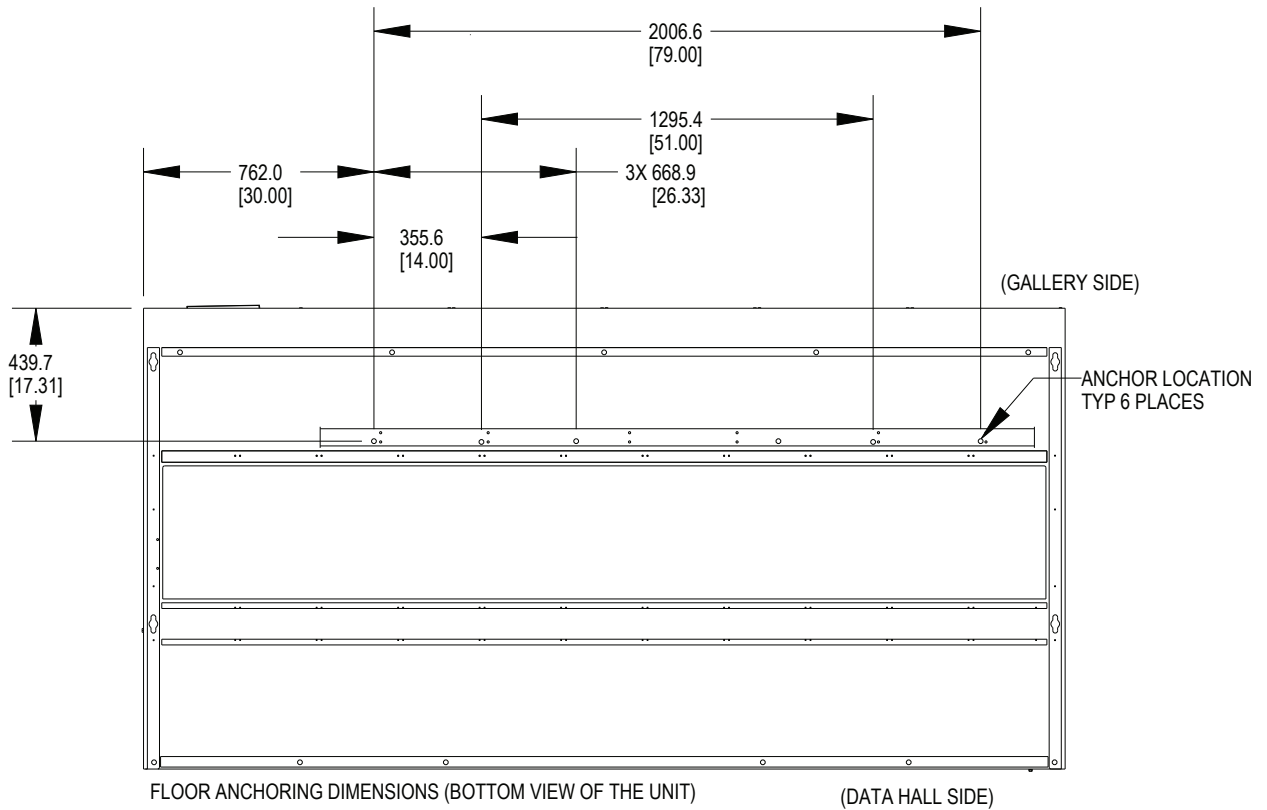 2006.6
[79.00]
1295.4
[51.00]
762.0
[30.00]
3X 668.9
[26.33]
355.6
[14.00]
(GALLERY SIDE)
439.7
[17.31]
ANCHOR LOCATION
TYP 6 PLACES
FLOOR ANCHORING DIMENSIONS (BOTTOM VIEW OF THE UNIT)
(DATA HALL SIDE)